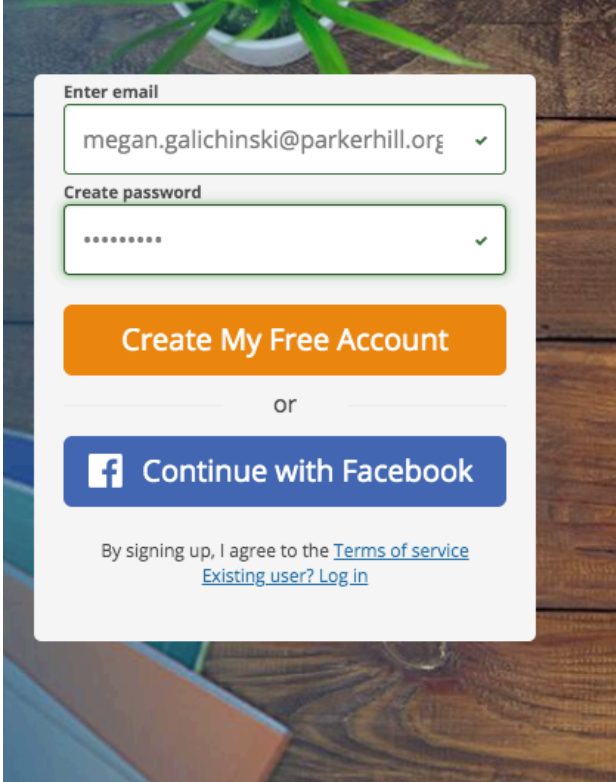 Enter email
megan.galichinski@parkerhill.org
Create password
•••••••••
Create My Free Account
or
Continue with Facebook
By signing up, I agree to the Terms of service
Existing user? Log in